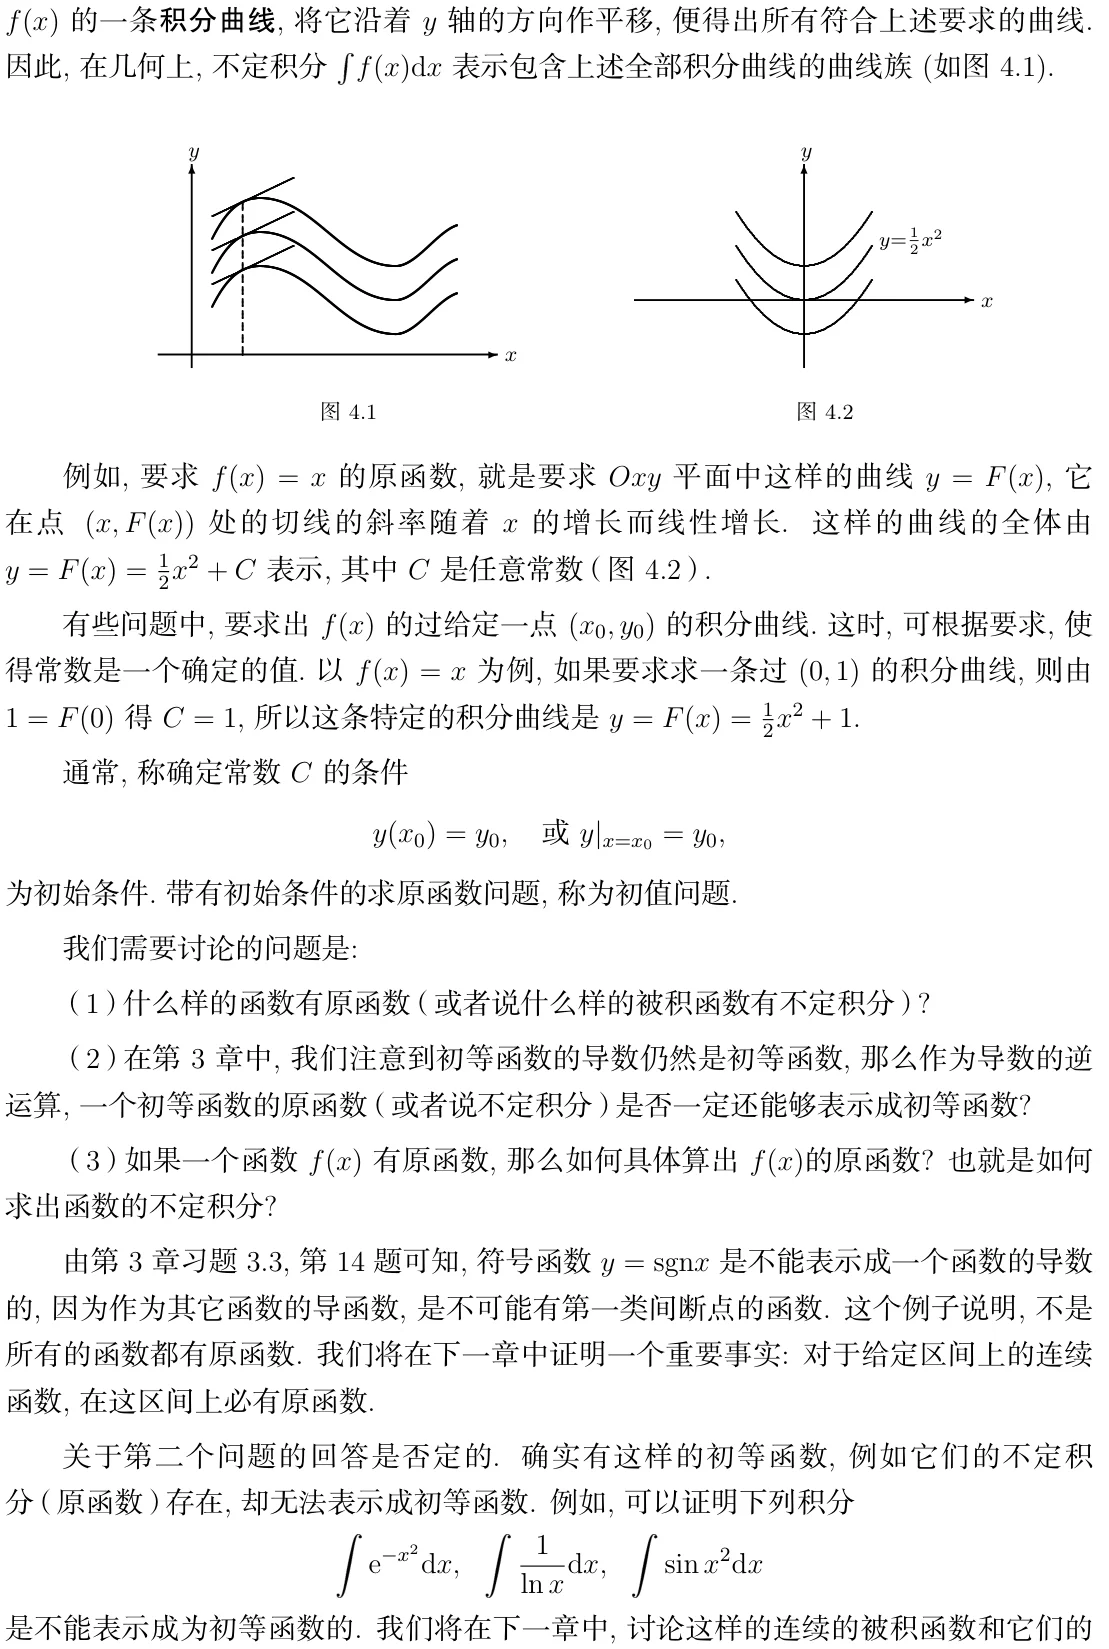 f(x) 的一条积分曲线, 将它沿着 y 轴的方向作平移, 便得出所有符合上述要求的曲线.
因此, 在几何上, 不定积分 ∫f(x)dx 表示包含上述全部积分曲线的曲线族 (如图 4.1).
y
x
图 4.1
y
y=½x²
x
图 4.2
例如, 要求 f(x) = x 的原函数, 就是要求 Oxy 平面中这样的曲线 y = F(x), 它
在点 (x, F(x)) 处的切线的斜率随着 x 的增长而线性增长. 这样的曲线的全体由
y = F(x) = ½x² + C 表示, 其中 C 是任意常数 ( 图 4.2 ) .
有些问题中, 要求出 f(x) 的过给定一点 (x₀, y₀) 的积分曲线. 这时, 可根据要求, 使
得常数是一个确定的值. 以 f(x) = x 为例, 如果要求求一条过 (0, 1) 的积分曲线, 则由
1 = F(0) 得 C = 1, 所以这条特定的积分曲线是 y = F(x) = ½x² + 1.
通常, 称确定常数 C 的条件
y(x₀) = y₀, 或 y|ₓ₌ₓ₀ = y₀,
为初始条件. 带有初始条件的求原函数问题, 称为初值问题.
我们需要讨论的问题是:
( 1 ) 什么样的函数有原函数 ( 或者说什么样的被积函数有不定积分 ) ?
( 2 ) 在第 3 章中, 我们注意到初等函数的导数仍然是初等函数, 那么作为导数的逆
运算, 一个初等函数的原函数 ( 或者说不定积分 ) 是否一定还能够表示成初等函数?
( 3 ) 如果一个函数 f(x) 有原函数, 那么如何具体算出 f(x)的原函数? 也就是如何
求出函数的不定积分?
由第 3 章习题 3.3, 第 14 题可知, 符号函数 y = sgnx 是不能表示成一个函数的导数
的, 因为作为其它函数的导函数, 是不可能有第一类间断点的函数. 这个例子说明, 不是
所有的函数都有原函数. 我们将在下一章中证明一个重要事实: 对于给定区间上的连续
函数, 在这区间上必有原函数.
关于第二个问题的回答是否定的. 确实有这样的初等函数, 例如它们的不定积
分 ( 原函数 ) 存在, 却无法表示成初等函数. 例如, 可以证明下列积分
∫ e^{-x²}dx, ∫ 1/ln x dx, ∫ sin x²dx
是不能表示成为初等函数的. 我们将在下一章中, 讨论这样的连续的被积函数和它们的